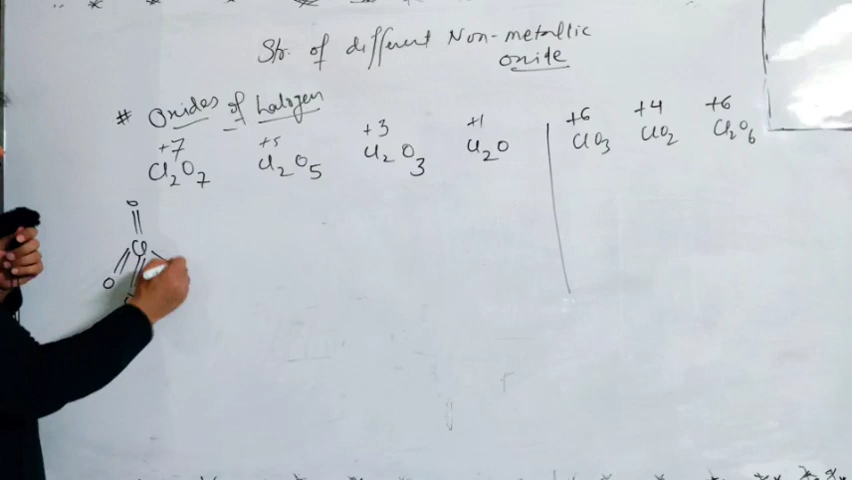 Str. of different Non-metallic
oxide
# Oxides of halogen
+7 +5 +3 +1 +6 +4 +6
Cl2O7 Cl2O5 Cl2O3 Cl2O ClO3 ClO2 Cl2O6
O
Cl
O